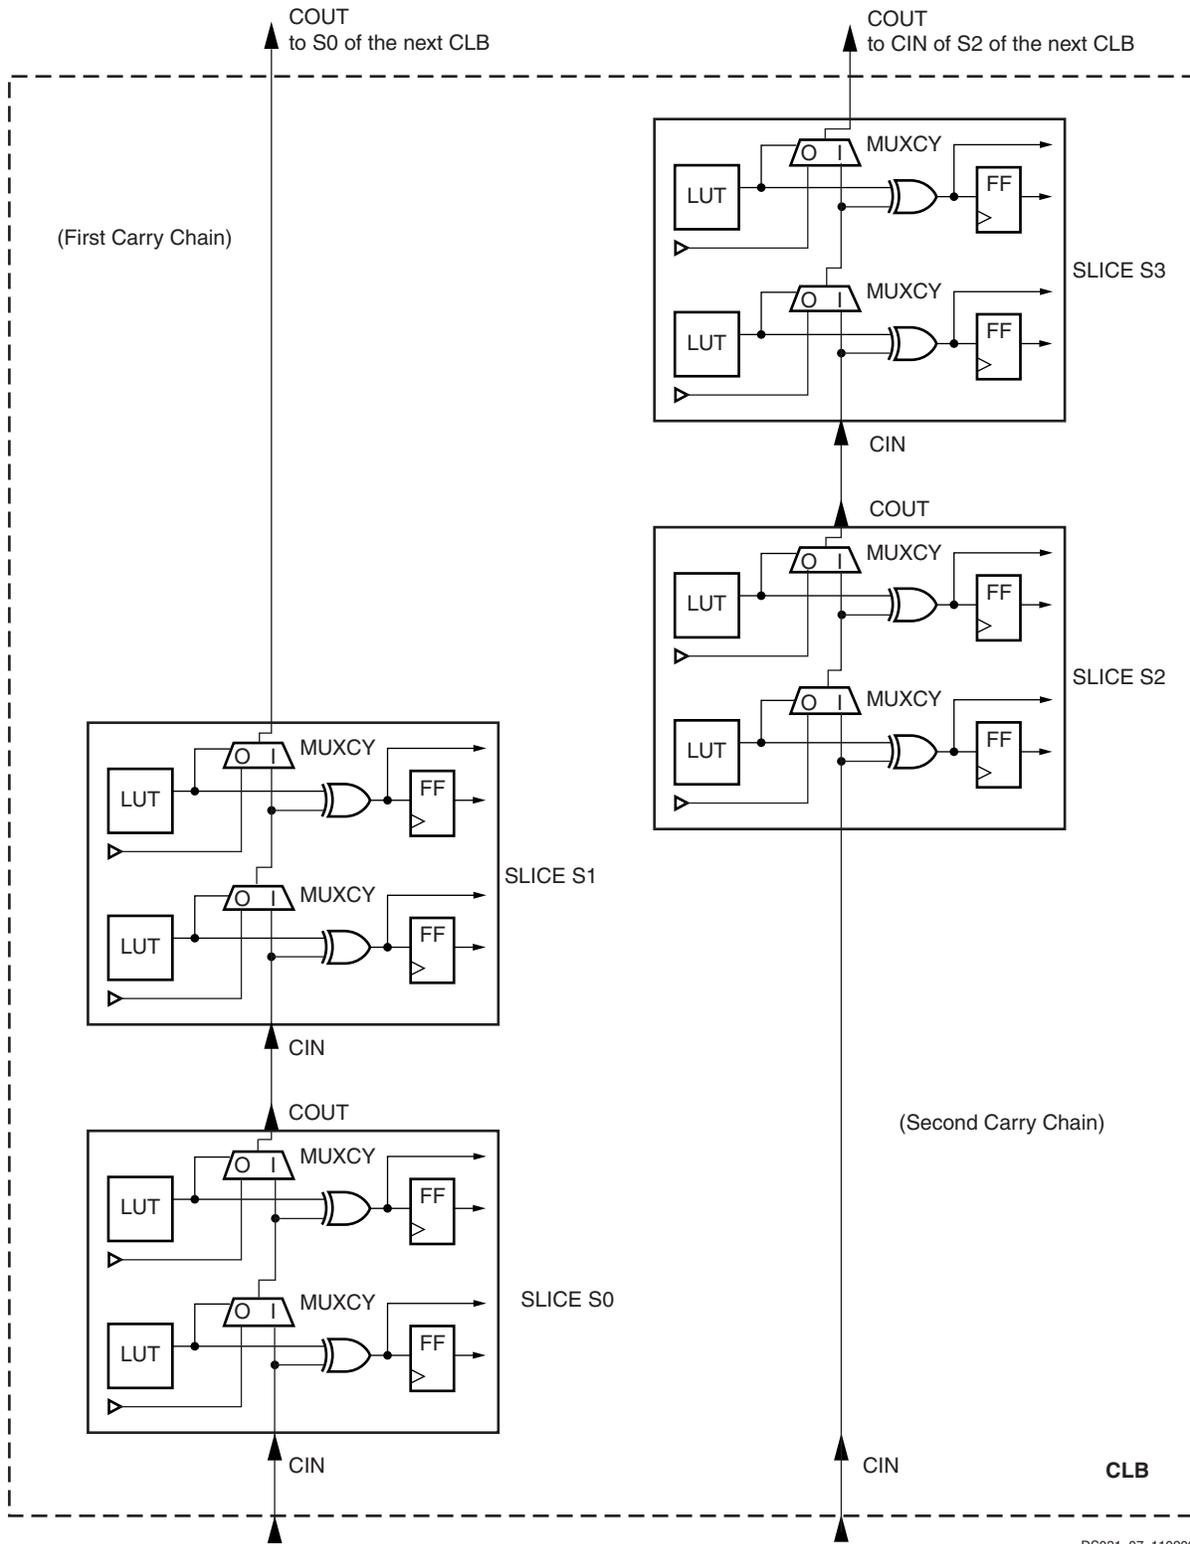 COUT
to S0 of the next CLB
COUT
to CIN of S2 of the next CLB
(First Carry Chain)
O I MUXCY
LUT
FF
SLICE S3
O I MUXCY
LUT
FF
CIN
COUT
O I MUXCY
LUT
FF
SLICE S2
O I MUXCY
LUT
FF
O I MUXCY
LUT
FF
SLICE S1
O I MUXCY
LUT
FF
CIN
COUT
(Second Carry Chain)
O I MUXCY
LUT
FF
SLICE S0
O I MUXCY
LUT
FF
CIN
CIN
CLB